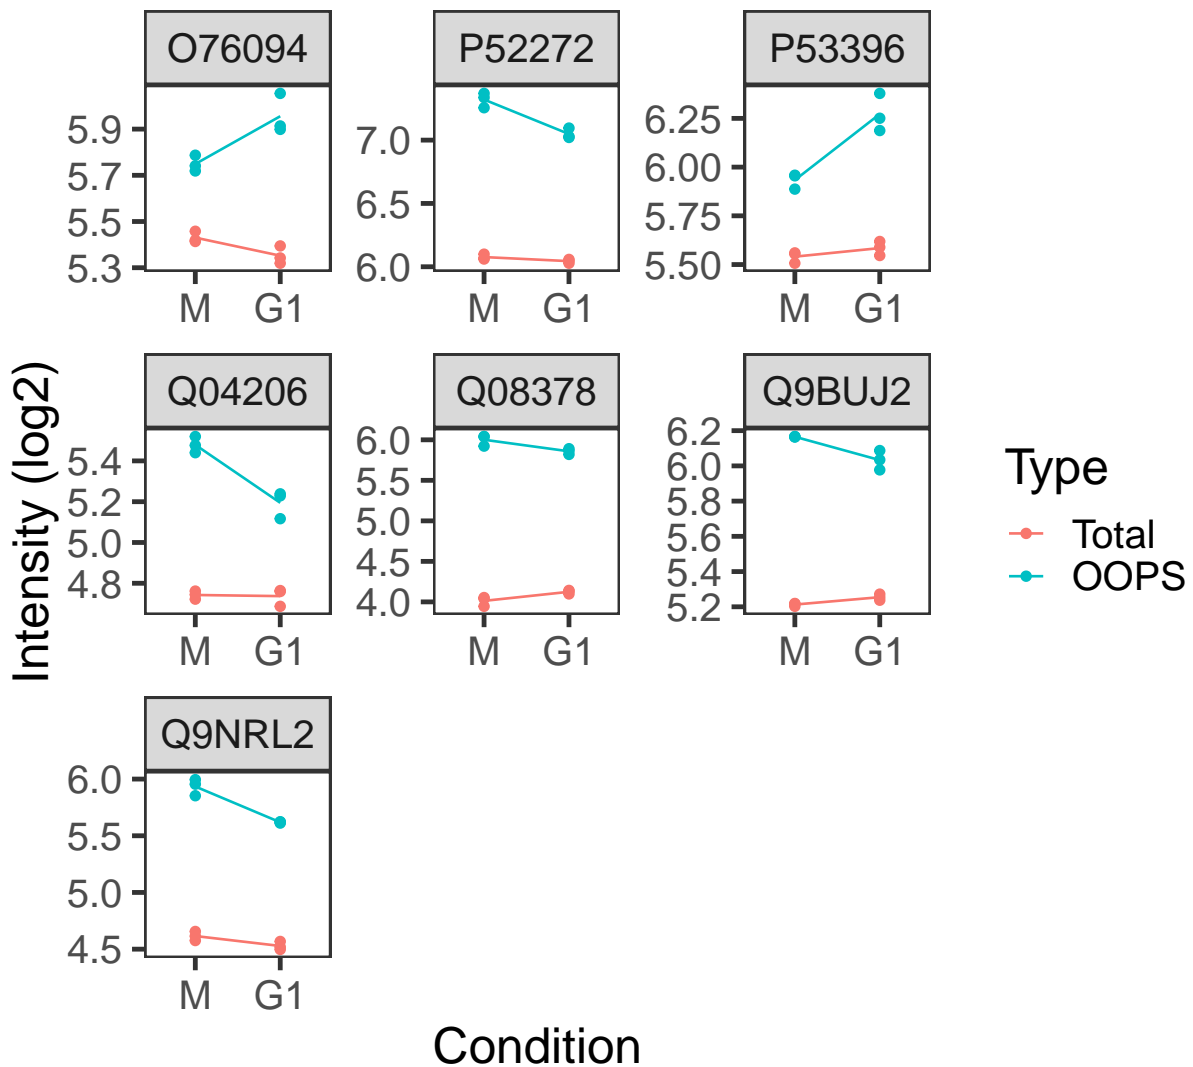 O76094 P52272 P53396
5.9
5.7
5.5
5.3
7.0
6.5
6.0
6.25
6.00
5.75
5.50
M G1 M G1 M G1
Intensity (log2)
Q04206 Q08378 Q9BUJ2
5.4
5.2
5.0
4.8
6.0
5.5
5.0
4.5
4.0
6.2
6.0
5.8
5.6
5.4
5.2
M G1 M G1 M G1
Type
Total
OOPS
Q9NRL2
6.0
5.5
5.0
4.5
M G1
Condition